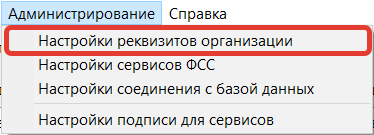 Администрирование Справка
Настройки реквизитов организации
Настройки сервисов ФСС
Настройки соединения с базой данных
Настройки подписи для сервисов